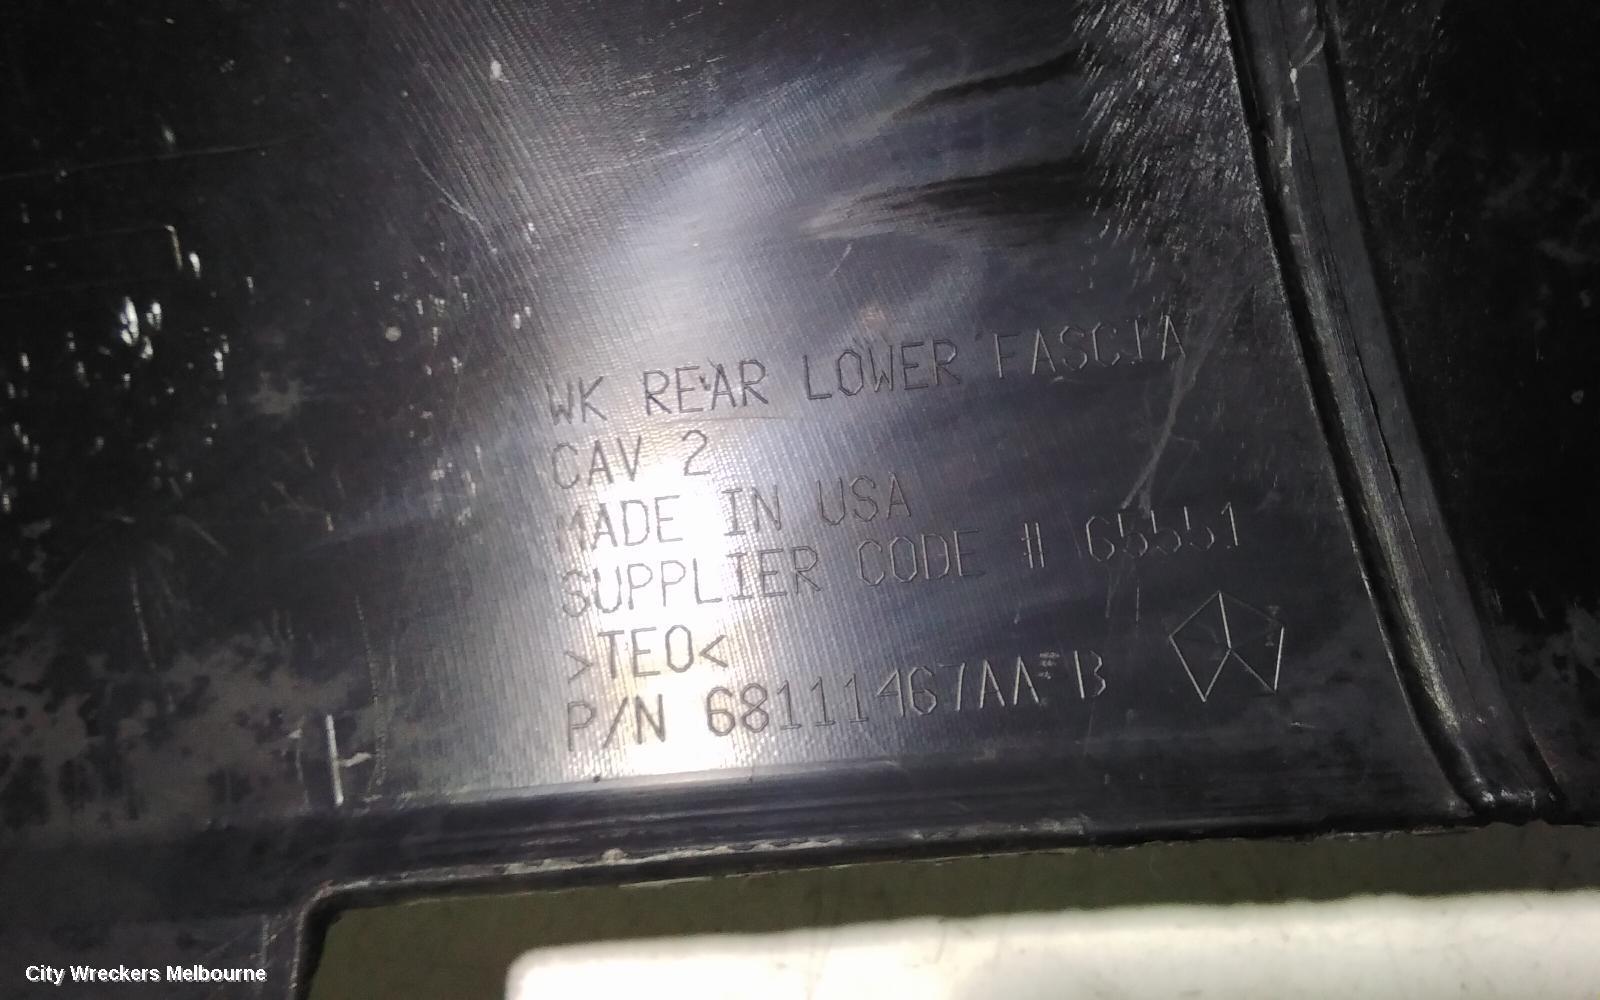 WK REAR LOWER FASCIA
CAV 2
MADE IN USA
SUPPLIER CODE # G5551
>TEO<
P/N 68111467AA-B
City Wreckers Melbourne